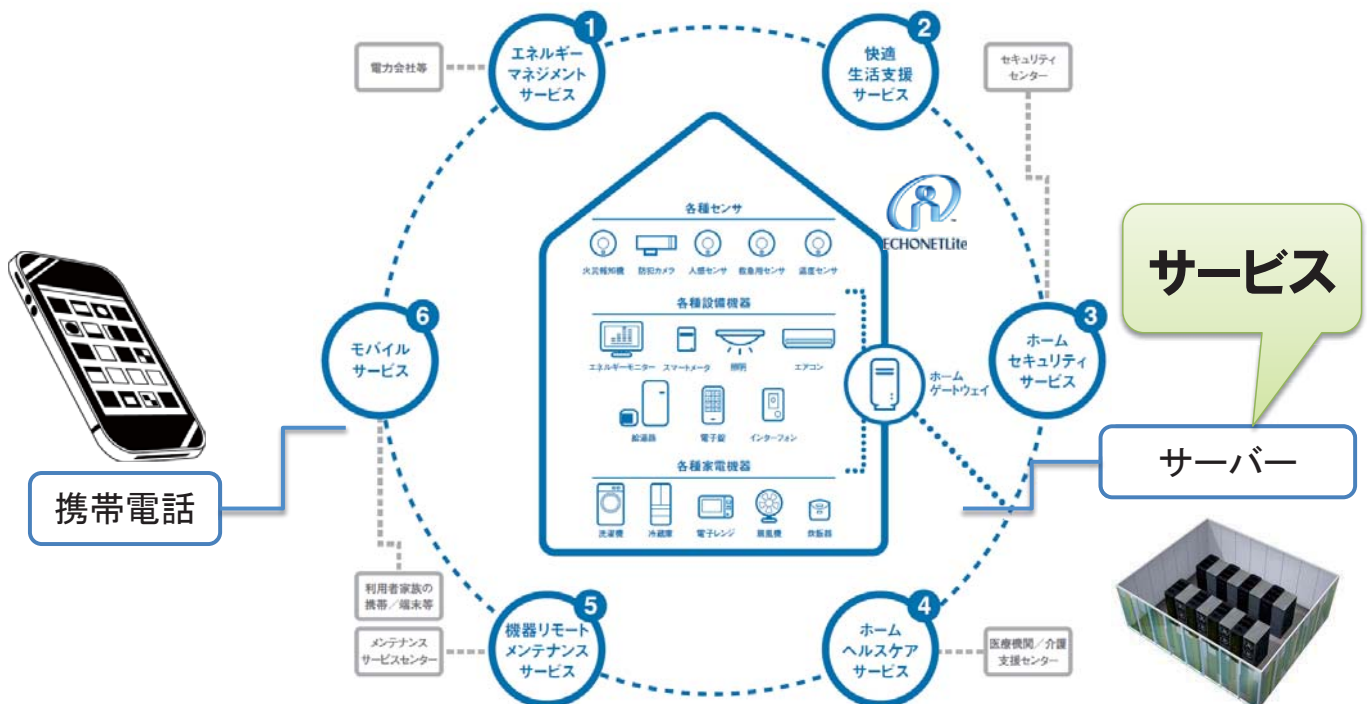 1
エネルギー
マネジメント
サービス
電力会社等
2
快適
生活支援
サービス
セキュリティ
センター
各種センサ
火災報知機
防犯カメラ
人感センサ
救急用センサ
温度センサ
ECHONETLite
™
サービス
各種設備機器
エネルギーモニター
スマートメータ
照明
エアコン
給湯器
電子錠
インターフォン
ホーム
ゲートウェイ
3
ホーム
セキュリティ
サービス
6
モバイル
サービス
サーバー
携帯電話
各種家電機器
洗濯機
冷蔵庫
電子レンジ
扇風機
炊飯器
利用者家族の
携帯／端末等
メンテナンス
サービスセンター
5
機器リモート
メンテナンス
サービス
4
ホーム
ヘルスケア
サービス
医療機関／介護
支援センター